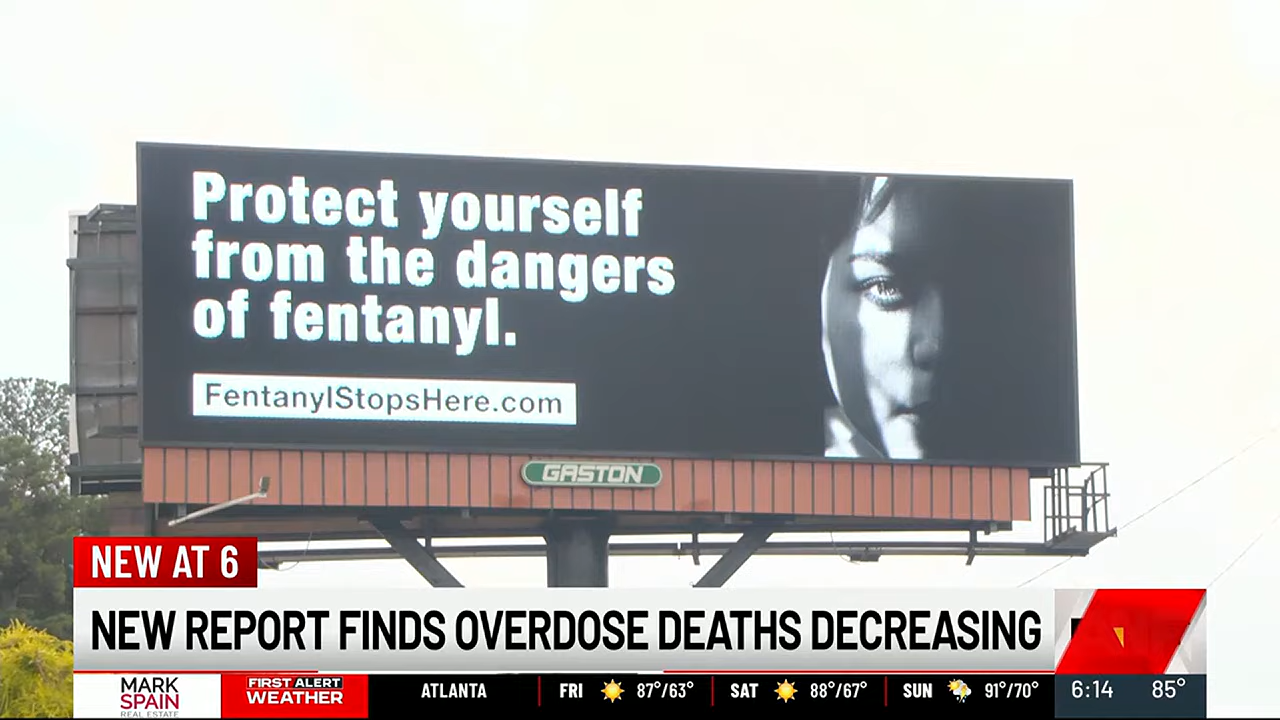 Protect yourself
from the dangers
of fentanyl.
FentanylStopsHere.com
GASTON
NEW AT 6
NEW REPORT FINDS OVERDOSE DEATHS DECREASING
MARK
SPAIN
REAL ESTATE
FIRST ALERT
WEATHER
ATLANTA FRI 87°/63° SAT 88°/67° SUN 91°/70° 6:14 85°